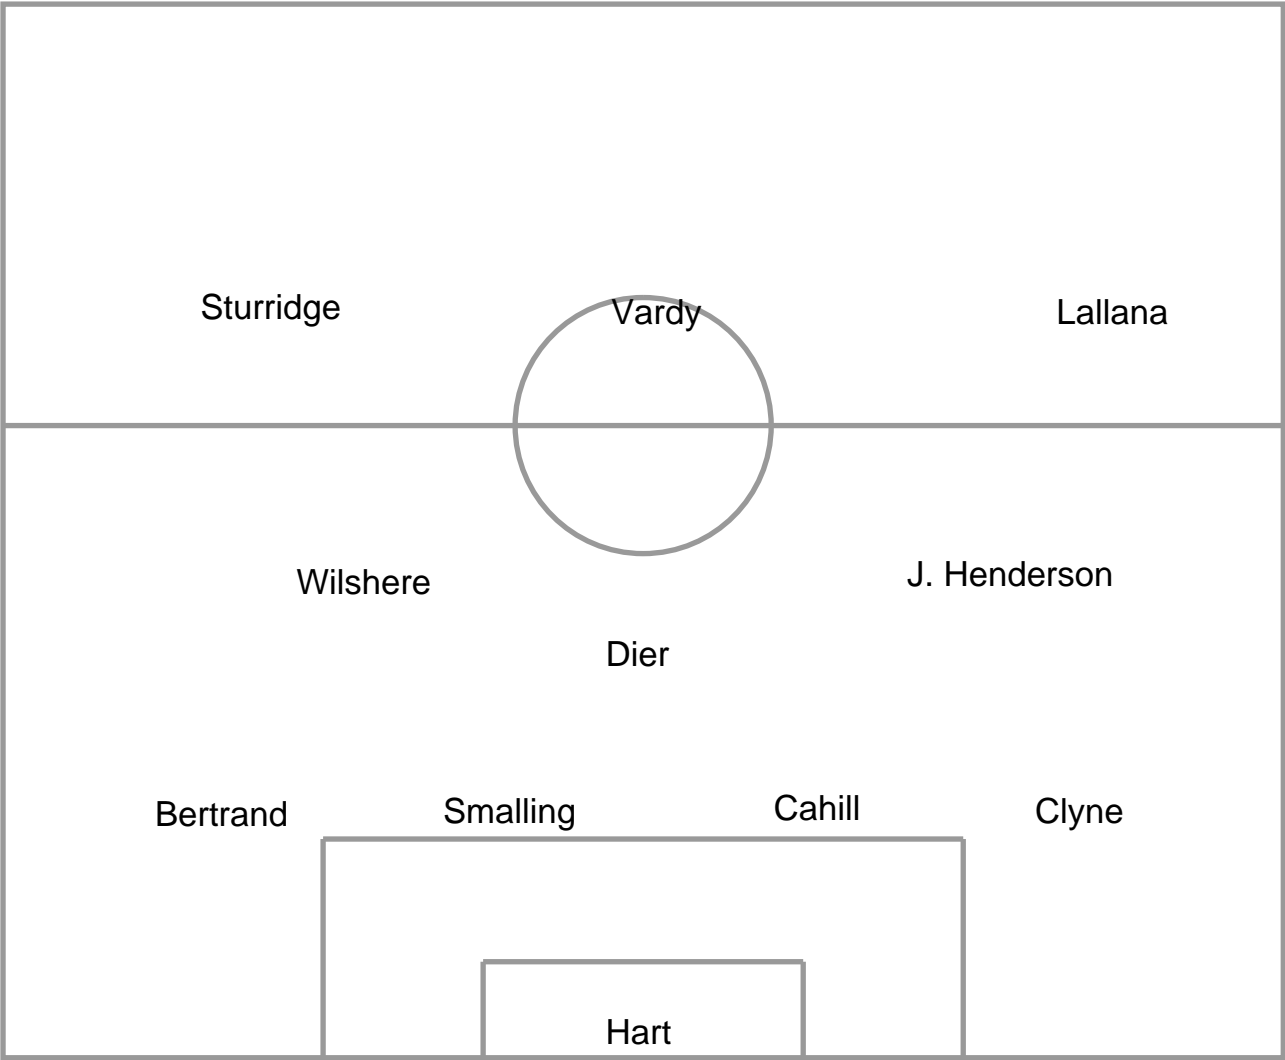 Sturridge
Vardy
Lallana
Wilshere
J. Henderson
Dier
Bertrand
Smalling
Cahill
Clyne
Hart